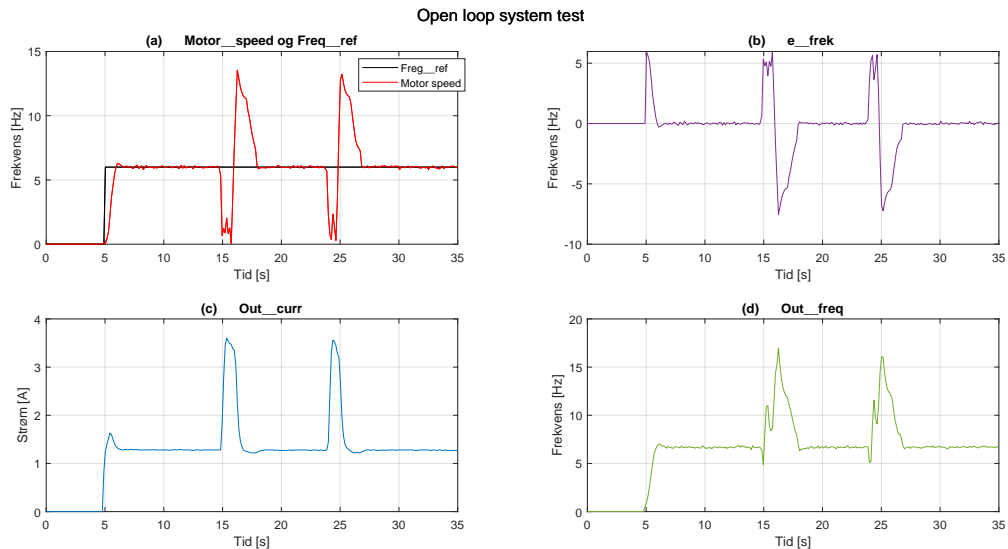 Open loop system test
(a) Motor__speed og Freq__ref
15
10
5
0
Frekvens [Hz]
0 5 10 15 20 25 30 35
Tid [s]
Freg__ref
Motor speed
(b) e__frek
5
0
-5
-10
Frekvens [Hz]
0 5 10 15 20 25 30 35
Tid [s]
(c) Out__curr
4
3
2
1
0
Strøm [A]
0 5 10 15 20 25 30 35
Tid [s]
(d) Out__freq
20
15
10
5
0
Frekvens [Hz]
0 5 10 15 20 25 30 35
Tid [s]